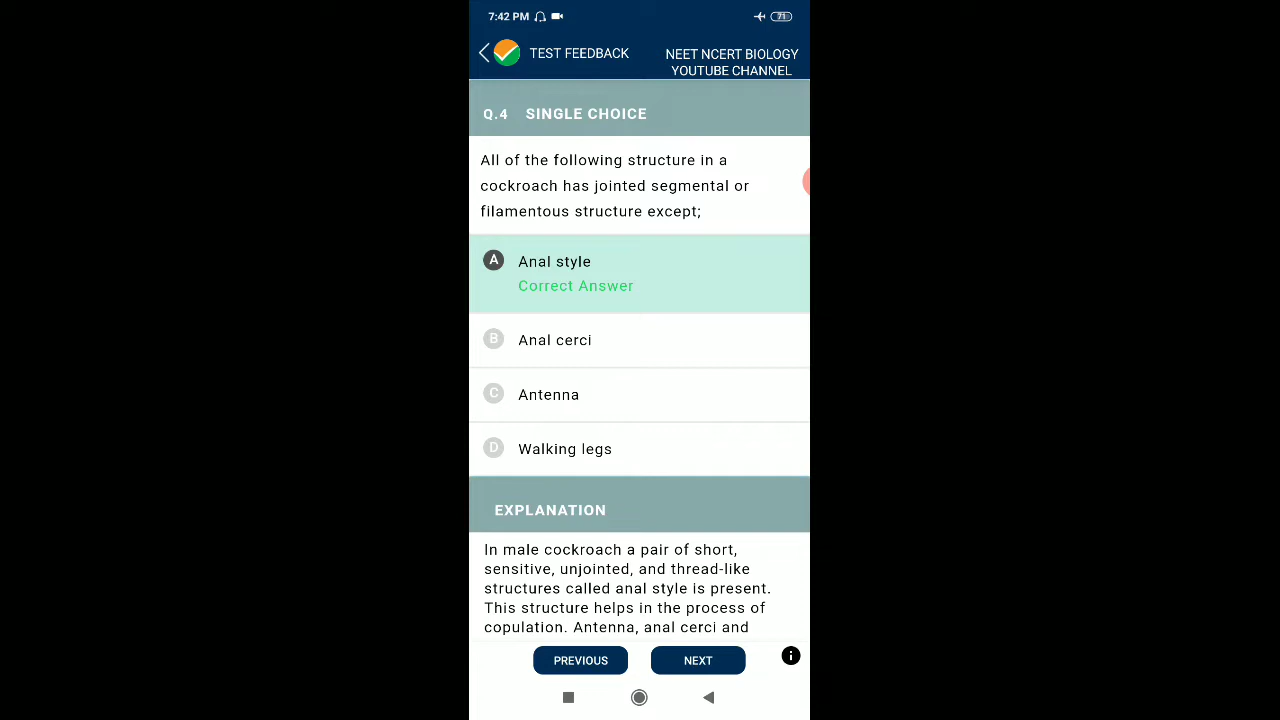 7:42 PM
71
TEST FEEDBACK
NEET NCERT BIOLOGY
YOUTUBE CHANNEL
Q.4 SINGLE CHOICE
All of the following structure in a
cockroach has jointed segmental or
filamentous structure except;
A Anal style
Correct Answer
B Anal cerci
C Antenna
D Walking legs
EXPLANATION
In male cockroach a pair of short,
sensitive, unjointed, and thread-like
structures called anal style is present.
This structure helps in the process of
copulation. Antenna, anal cerci and
PREVIOUS
NEXT
i